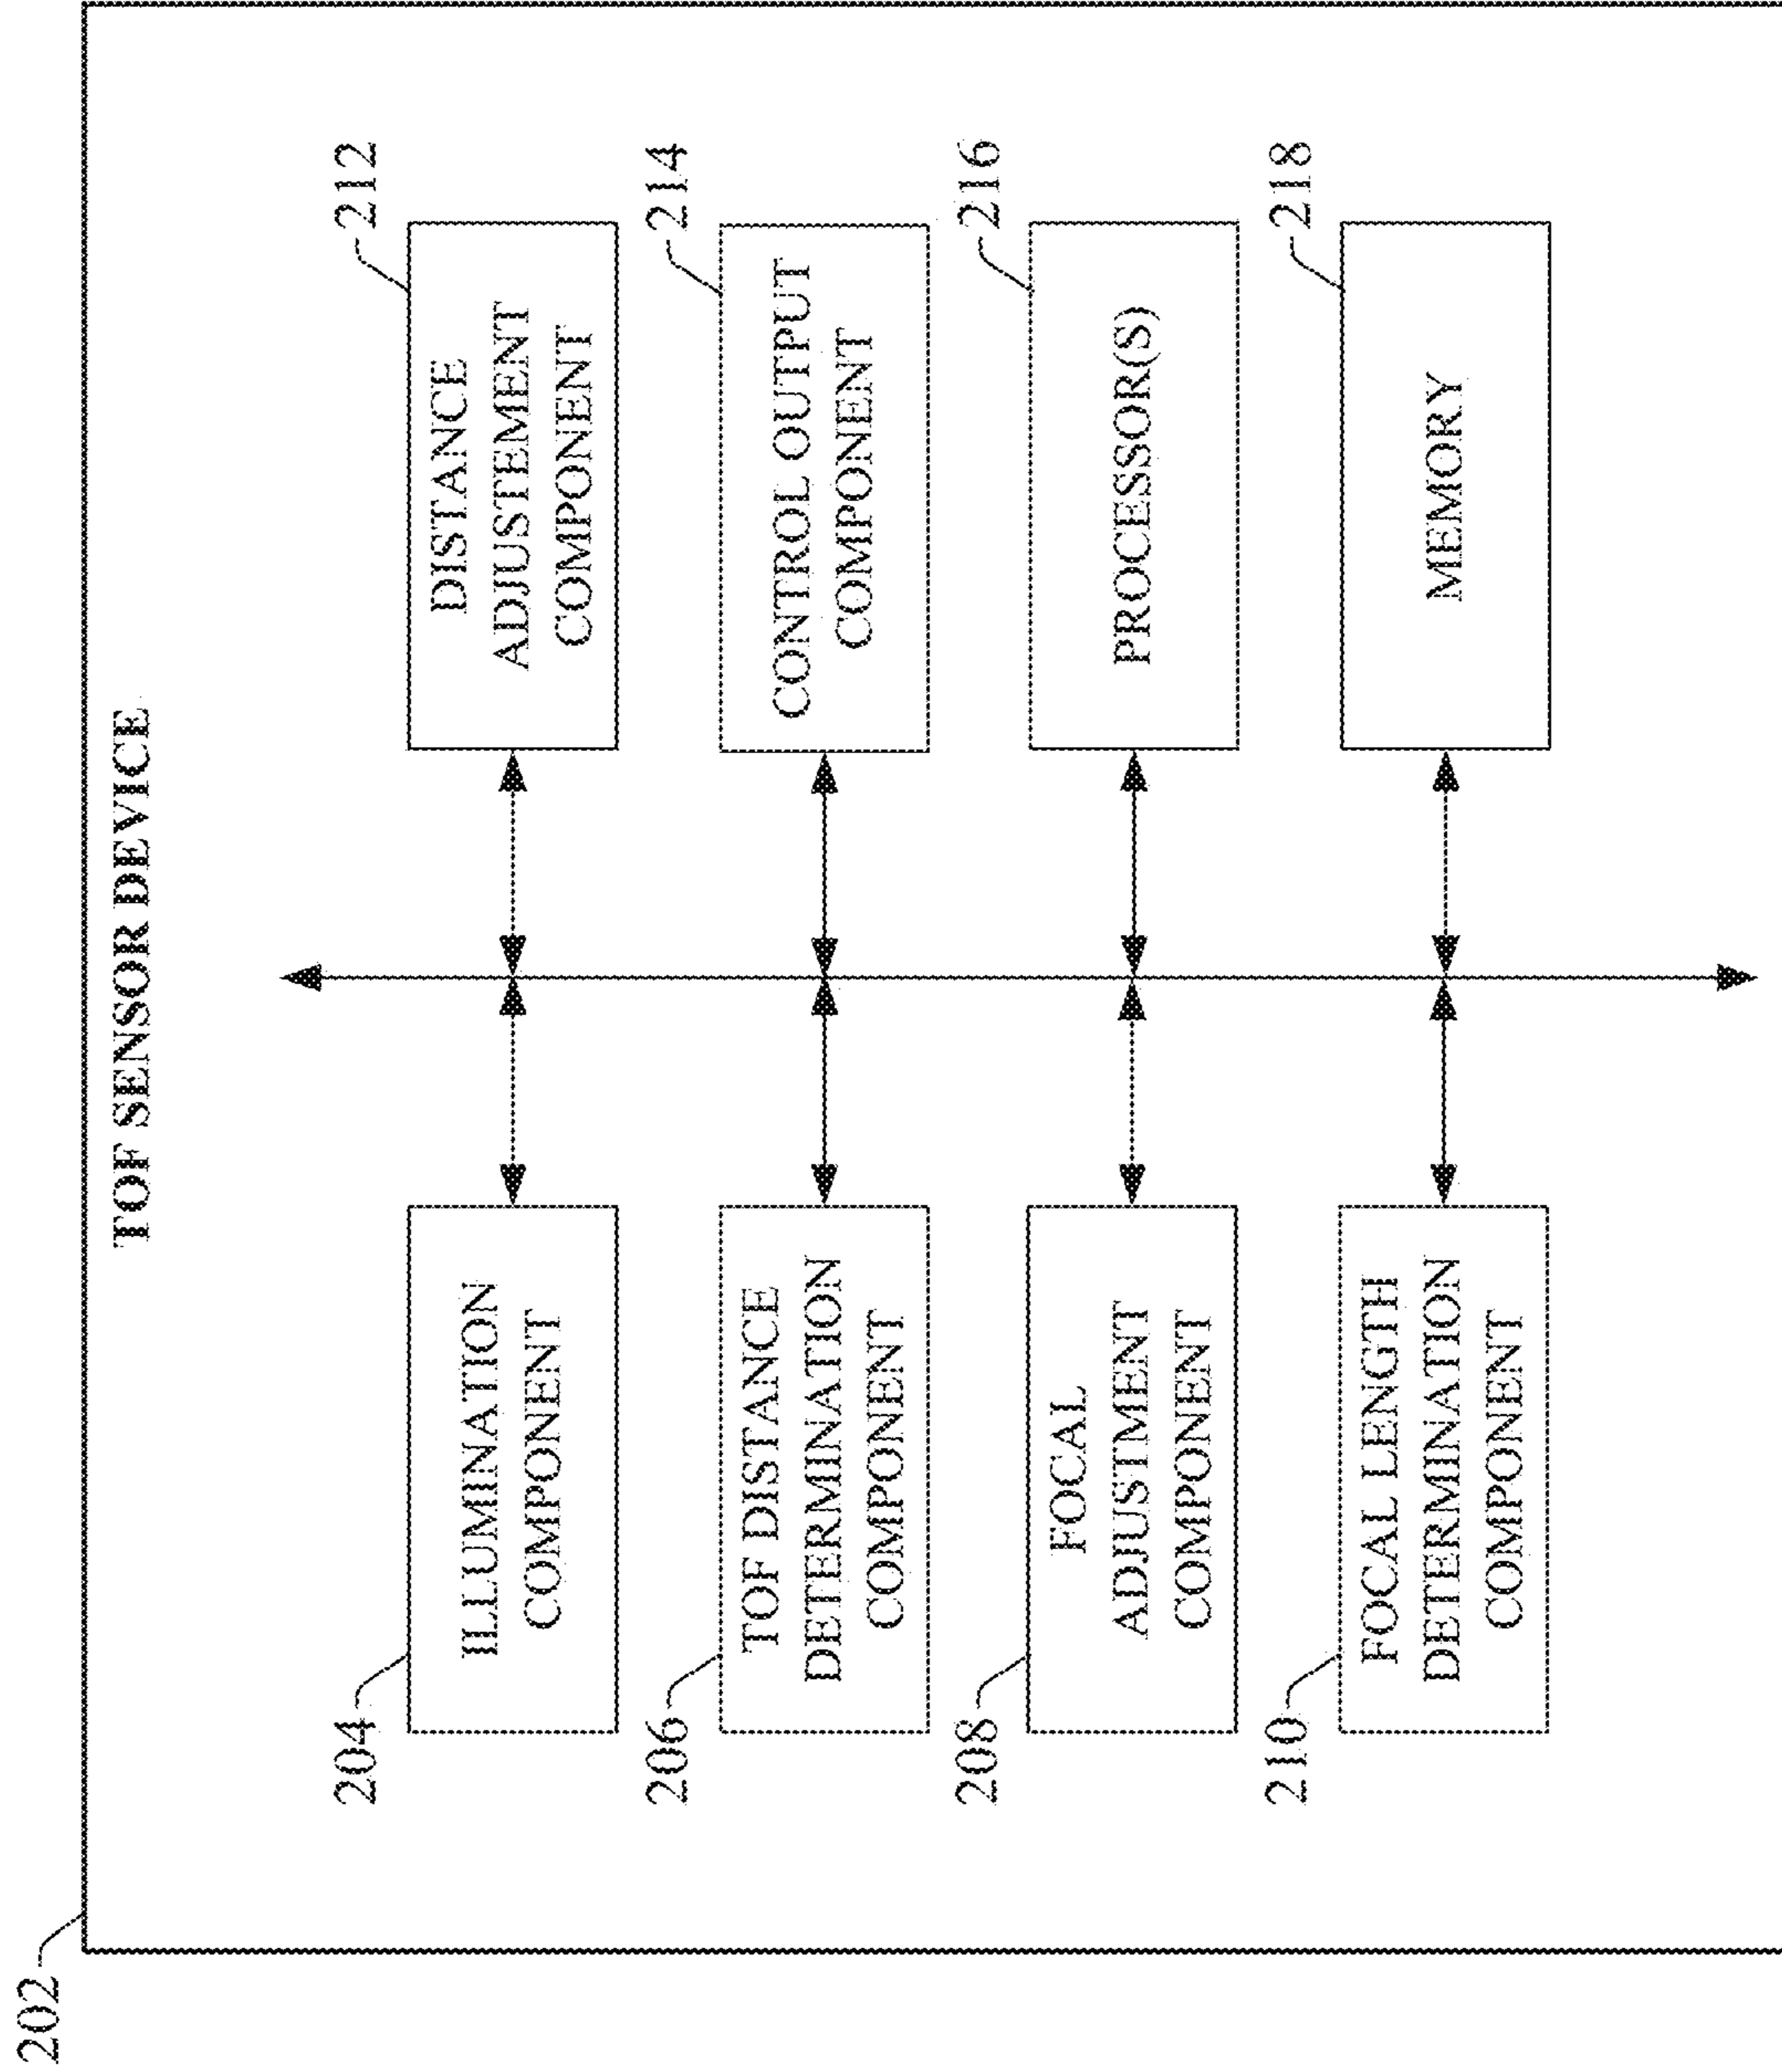 202
TOF SENSOR DEVICE
204
ILLUMINATION
COMPONENT
206
TOF DISTANCE
DETERMINATION
COMPONENT
208
FOCAL
ADJUSTMENT
COMPONENT
210
FOCAL LENGTH
DETERMINATION
COMPONENT
212
DISTANCE
ADJUSTEMENT
COMPONENT
214
CONTROL OUTPUT
COMPONENT
216
PROCESSOR(S)
218
MEMORY